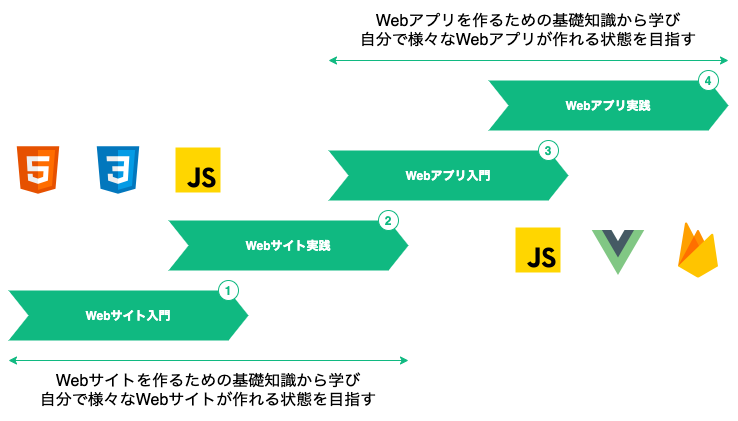 Webアプリを作るための基礎知識から学び
自分で様々なWebアプリが作れる状態を目指す
4
Webアプリ実践
5
3
JS
3
Webアプリ入門
2
Webサイト実践
JS
1
Webサイト入門
Webサイトを作るための基礎知識から学び
自分で様々なWebサイトが作れる状態を目指す